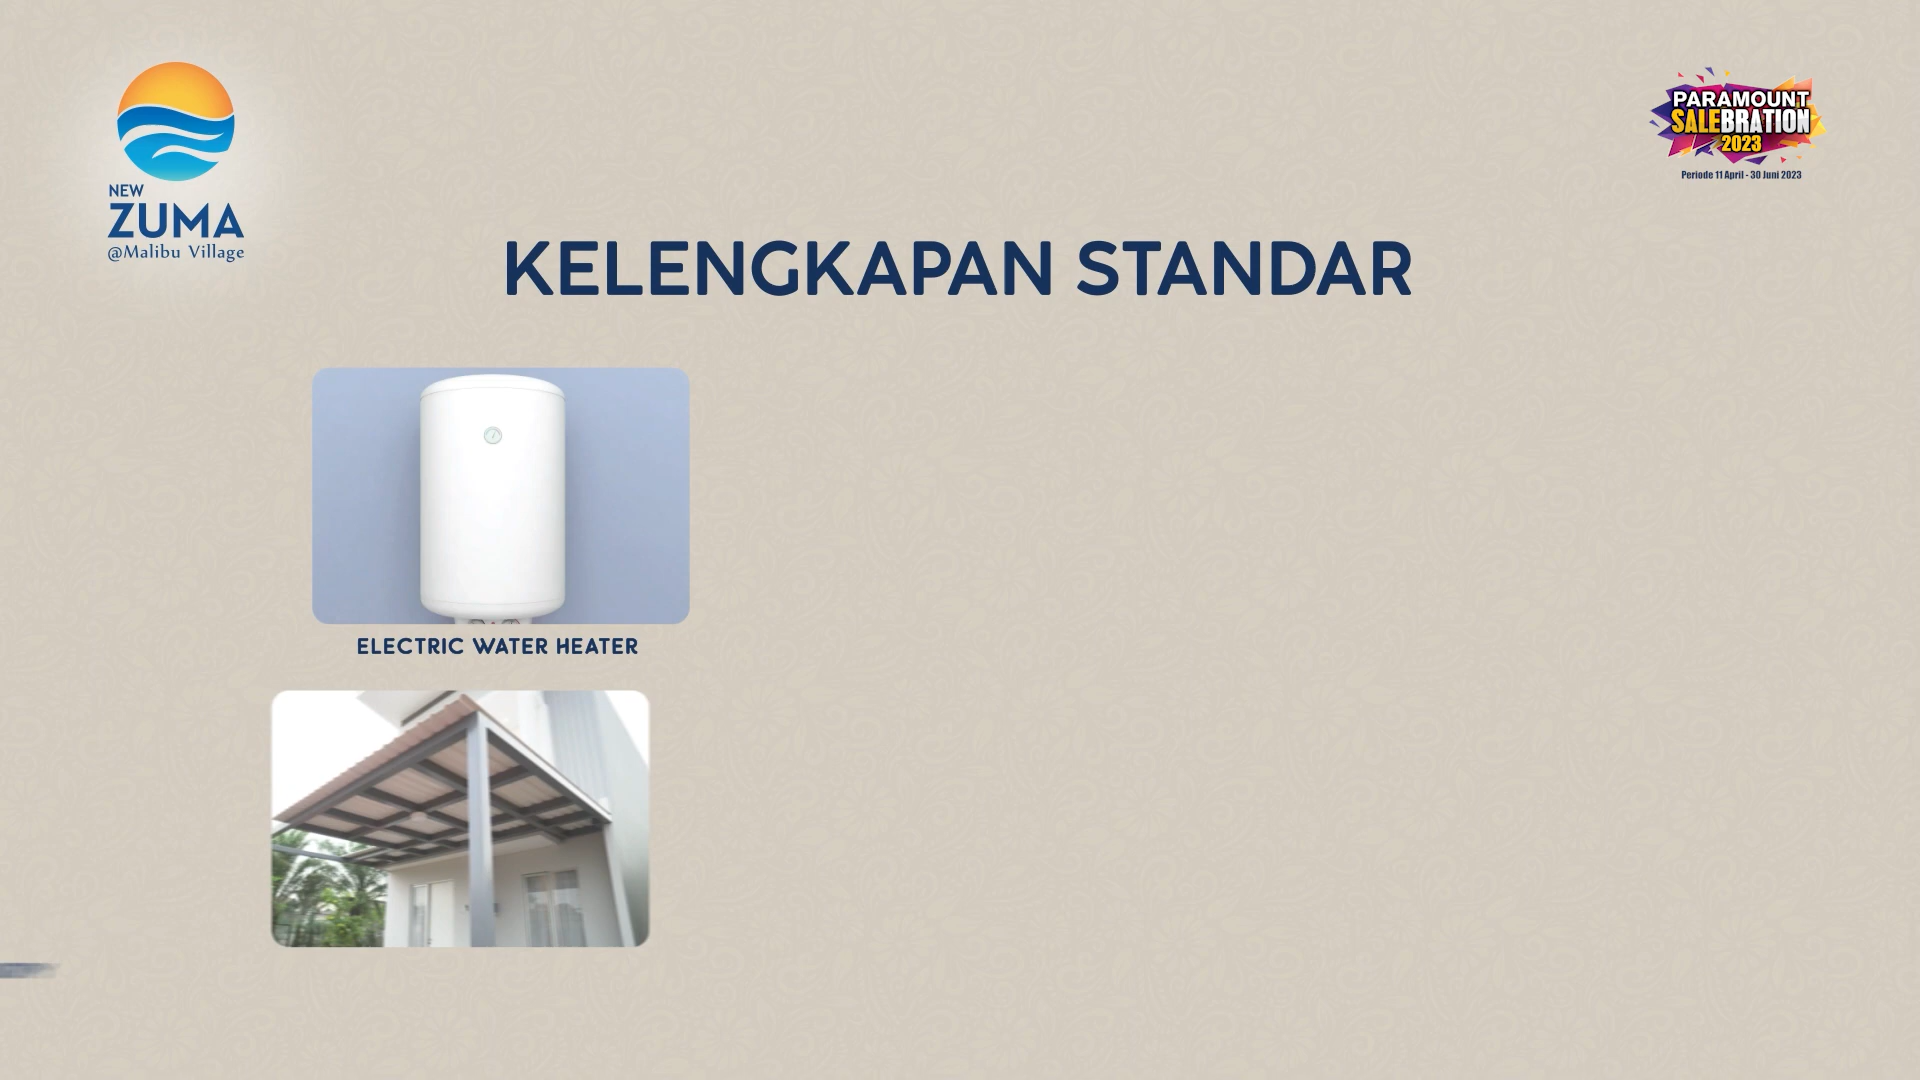 NEW
ZUMA
@Malibu Village
PARAMOUNT
SALEBRATION
2023
Periode 11 April - 30 Juni 2023
KELENGKAPAN STANDAR
ELECTRIC WATER HEATER